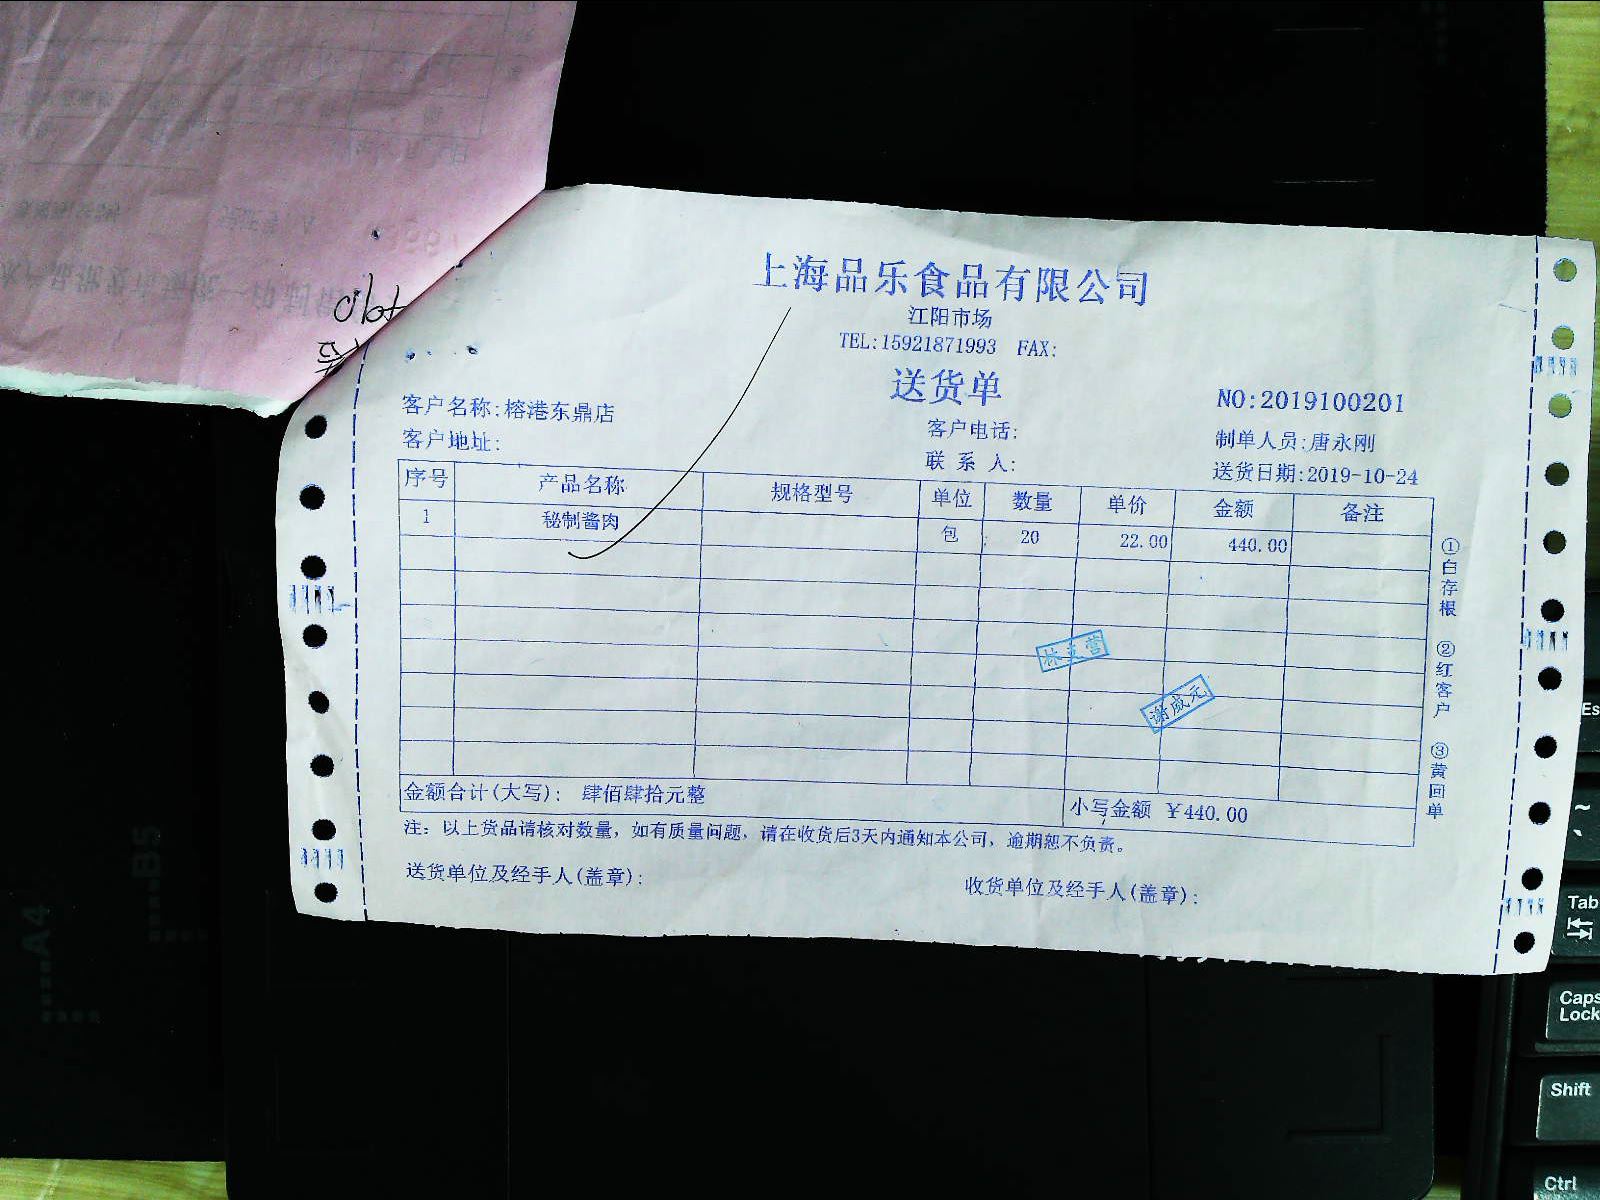 上海品乐食品有限公司
江阳市场
TEL:15921871993 FAX:
送货单
NO:2019100201
客户名称:榕港东鼎店
客户电话:
制单人员:唐永刚
客户地址:
联 系 人:
送货日期:2019-10-24
序号 产品名称 规格型号 单位 数量 单价 金额 备注
1 秘制酱肉 包 20 22.00 440.00
①白存根 ②红客户 ③黄回单
谢威元
金额合计(大写): 肆佰肆拾元整
小写金额 ¥440.00
注: 以上货品请核对数量, 如有质量问题, 请在收货后3天内通知本公司, 逾期恕不负责。
送货单位及经手人(盖章):
收货单位及经手人(盖章):
A4
B5
Tab
Caps Lock
Shift
Ctrl